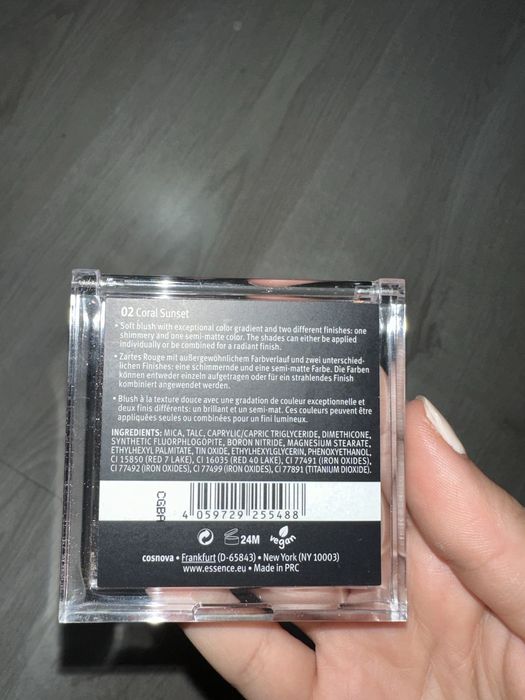 02 Coral Sunset
• Soft blush with exceptional color gradient and two different finishes: one
shimmery and one semi-matte color. The shades can either be applied
individually or be combined for a radiant finish.
• Zartes Rouge mit außergewöhnlichem Farbverlauf und zwei unterschied-
lichen Finishes: eine schimmernde und eine semi-matte Farbe. Die Farben
können entweder einzeln aufgetragen oder für ein strahlendes Finish
kombiniert angewendet werden.
• Blush à la texture douce avec une gradation de couleur exceptionnelle et
deux finis différents: un brillant et un semi-mat. Ces couleurs peuvent être
appliquées seules ou combinées pour un fini lumineux.
INGREDIENTS: MICA, TALC, CAPRYLIC/CAPRIC TRIGLYCERIDE, DIMETHICONE,
SYNTHETIC FLUORPHLOGOPITE, BORON NITRIDE, MAGNESIUM STEARATE,
ETHYLHEXYL PALMITATE, TIN OXIDE, ETHYLHEXYLGLYCERIN, PHENOXYETHANOL,
CI 15850 (RED 7 LAKE), CI 16035 (RED 40 LAKE), CI 77491 (IRON OXIDES),
CI 77492 (IRON OXIDES), CI 77499 (IRON OXIDES), CI 77891 (TITANIUM DIOXIDE).
4 059729 255488
24M vegan
cosnova • Frankfurt (D-65843) • New York (NY 10003)
www.essence.eu • Made in PRC